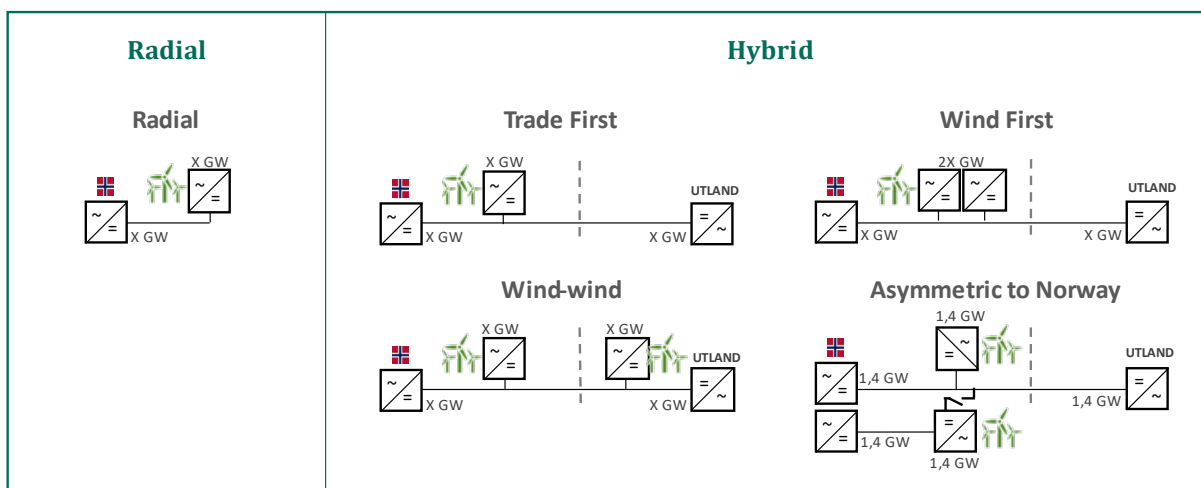 Radial
Hybrid
Radial
X GW
~
=
~
=
X GW
Trade First
X GW
~
=
~
=
X GW
UTLAND
=
~
X GW
Wind First
2X GW
~
=
~
=
~
=
X GW
UTLAND
=
~
X GW
Wind-wind
X GW
~
=
~
=
X GW
X GW
~
=
UTLAND
=
~
X GW
Asymmetric to Norway
1,4 GW
=
~
~
=
1,4 GW
UTLAND
=
~
1,4 GW
~
=
1,4 GW
=
~
1,4 GW